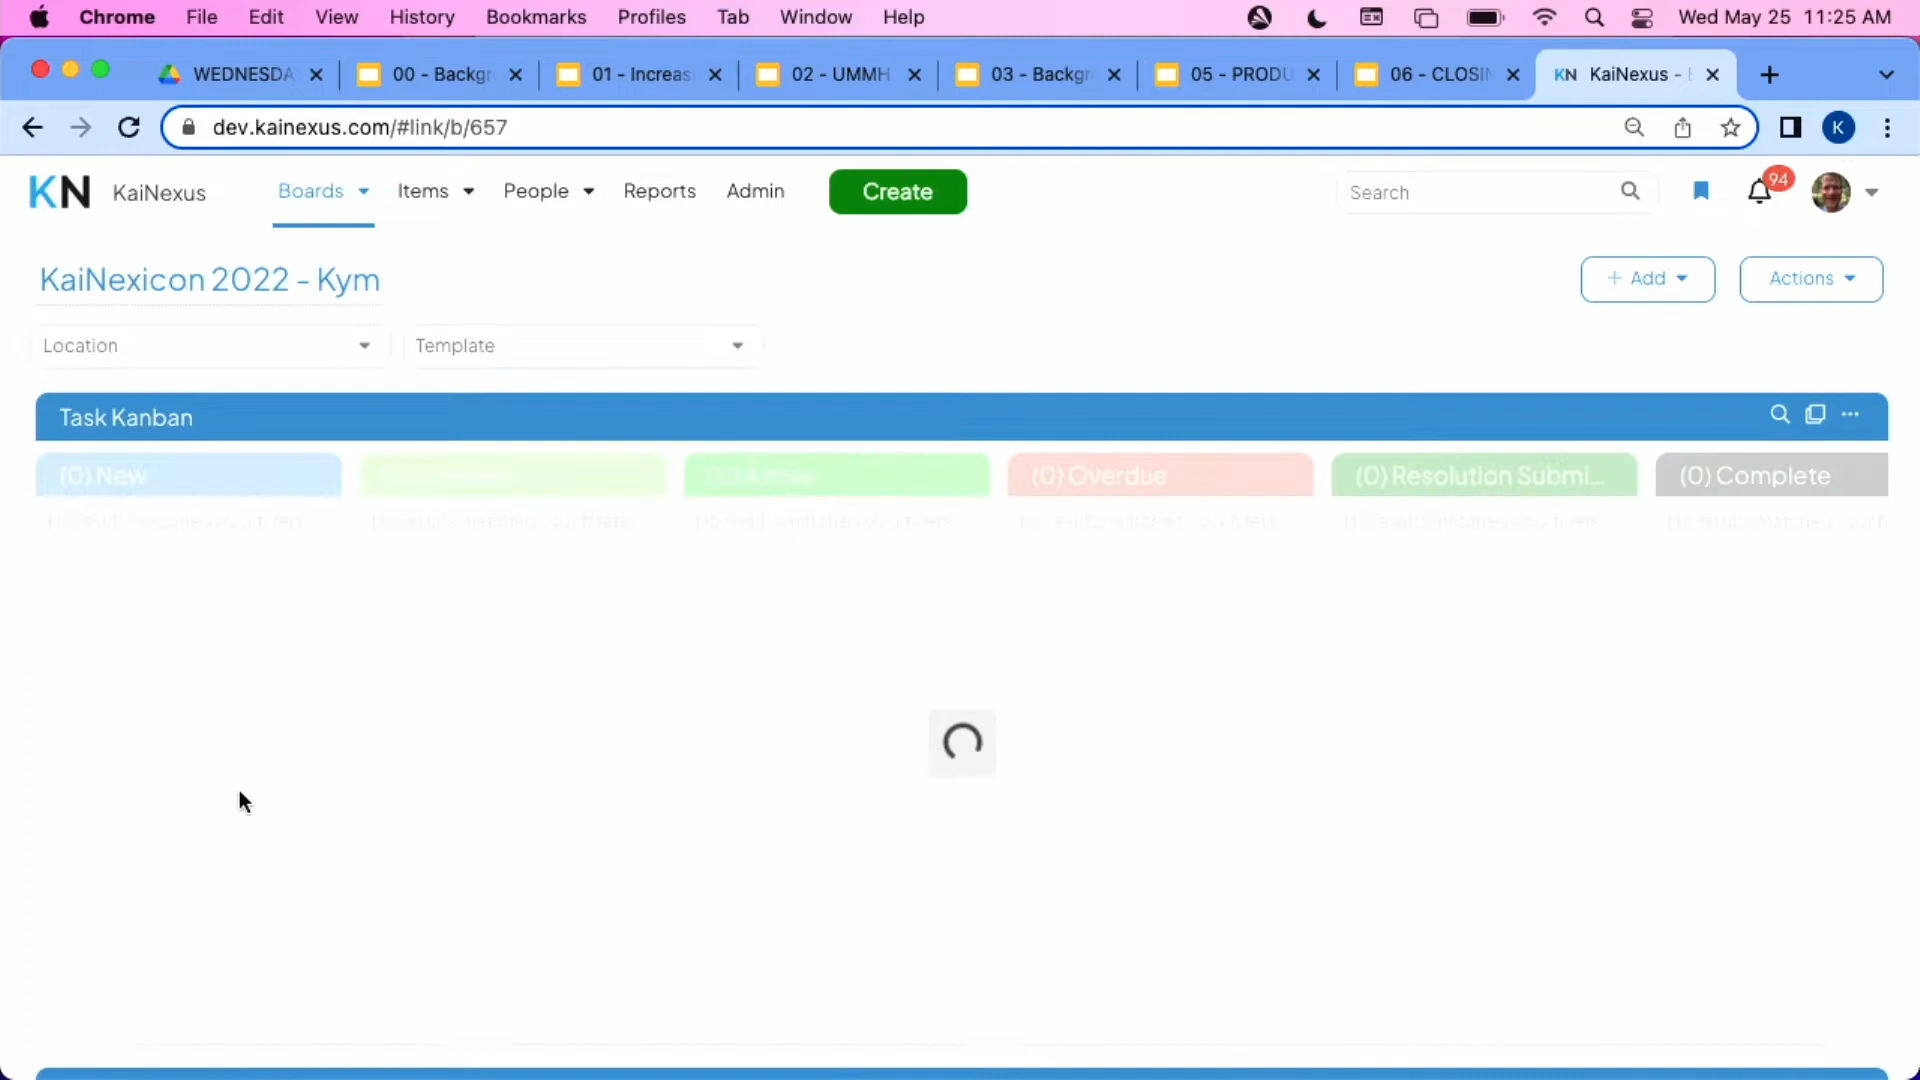 Chrome File Edit View History Bookmarks Profiles Tab Window Help Wed May 25 11:25 AM
WEDNESDA 00 - Backgr 01 - Increas 02 - UMMH 03 - Backgr 05 - PRODU 06 - CLOSIN KN KaiNexus -
dev.kainexus.com/#link/b/657 K
KN KaiNexus Boards Items People Reports Admin Create Search 94
KaiNexicon 2022 - Kym + Add Actions
Location Template
Task Kanban
(0) New (0) Overdue (0) Resolution Submi... (0) Complete